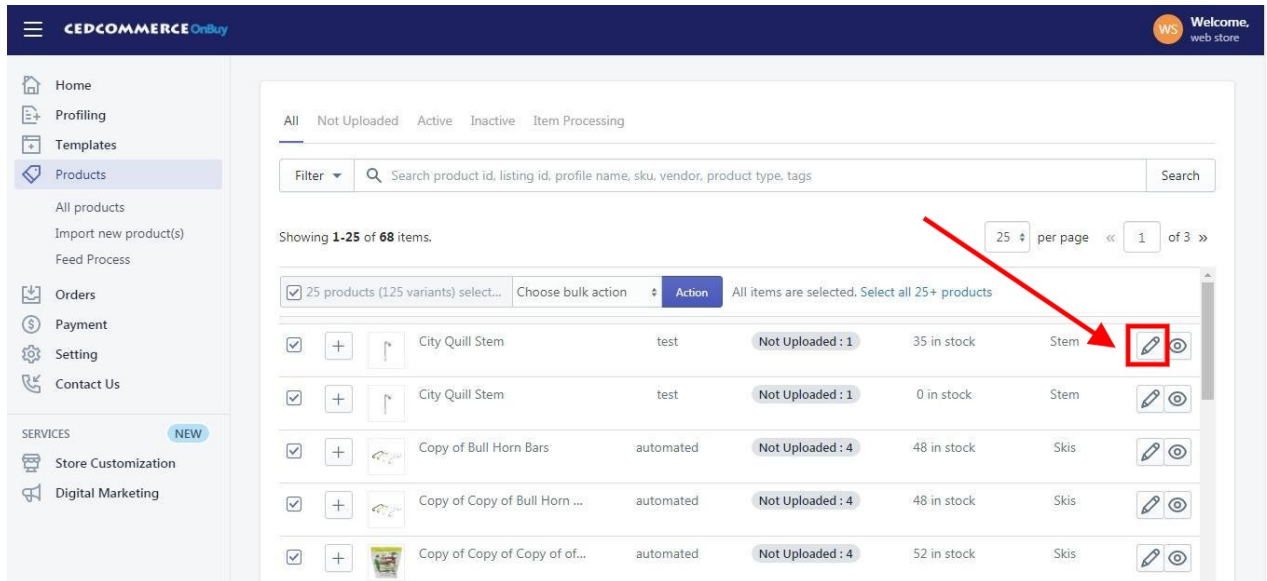 CEDCOMMERCE OnBuy
WS Welcome,
web store
Home
Profiling
Templates
Products
All products
Import new product(s)
Feed Process
Orders
Payment
Setting
Contact Us
SERVICES NEW
Store Customization
Digital Marketing
All Not Uploaded Active Inactive Item Processing
Filter Search product id, listing id, profile name, sku, vendor, product type, tags Search
Showing 1-25 of 68 items. 25 per page « 1 of 3 »
25 products (125 variants) select... Choose bulk action Action All items are selected. Select all 25+ products
City Quill Stem test Not Uploaded : 1 35 in stock Stem
City Quill Stem test Not Uploaded : 1 0 in stock Stem
Copy of Bull Horn Bars automated Not Uploaded : 4 48 in stock Skis
Copy of Copy of Bull Horn ... automated Not Uploaded : 4 48 in stock Skis
Copy of Copy of Copy of of... automated Not Uploaded : 4 52 in stock Skis